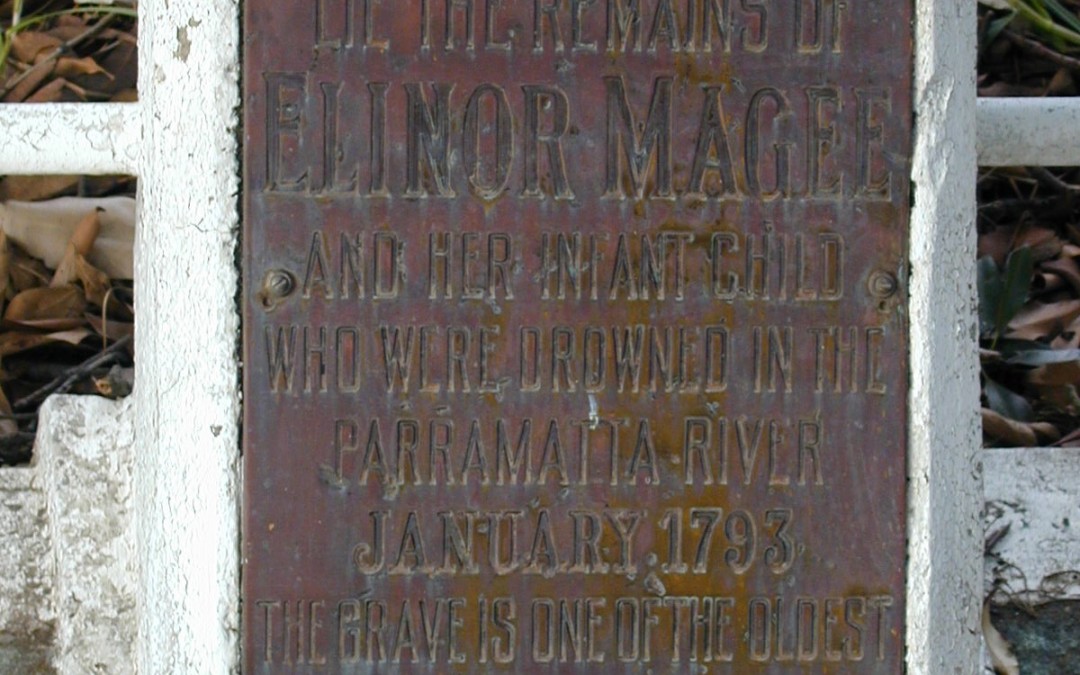 LIE THE REMAINS OF
ELINOR MAGEE
AND HER INFANT CHILD
WHO WERE DROWNED IN THE
PARRAMATTA RIVER
JANUARY.1793
THE GRAVE IS ONE OF THE OLDEST